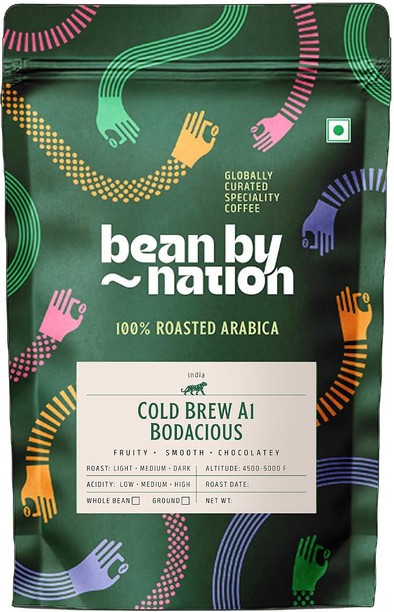 GLOBALLY
CURATED
SPECIALITY
COFFEE
bean by
~nation
100% ROASTED ARABICA
India
COLD BREW A1
BODACIOUS
FRUITY • SMOOTH • CHOCOLATEY
ROAST: LIGHT • MEDIUM • DARK
ALTITUDE: 4500-5000 F
ACIDITY: LOW • MEDIUM • HIGH
ROAST DATE:
WHOLE BEAN
GROUND
NET WT: